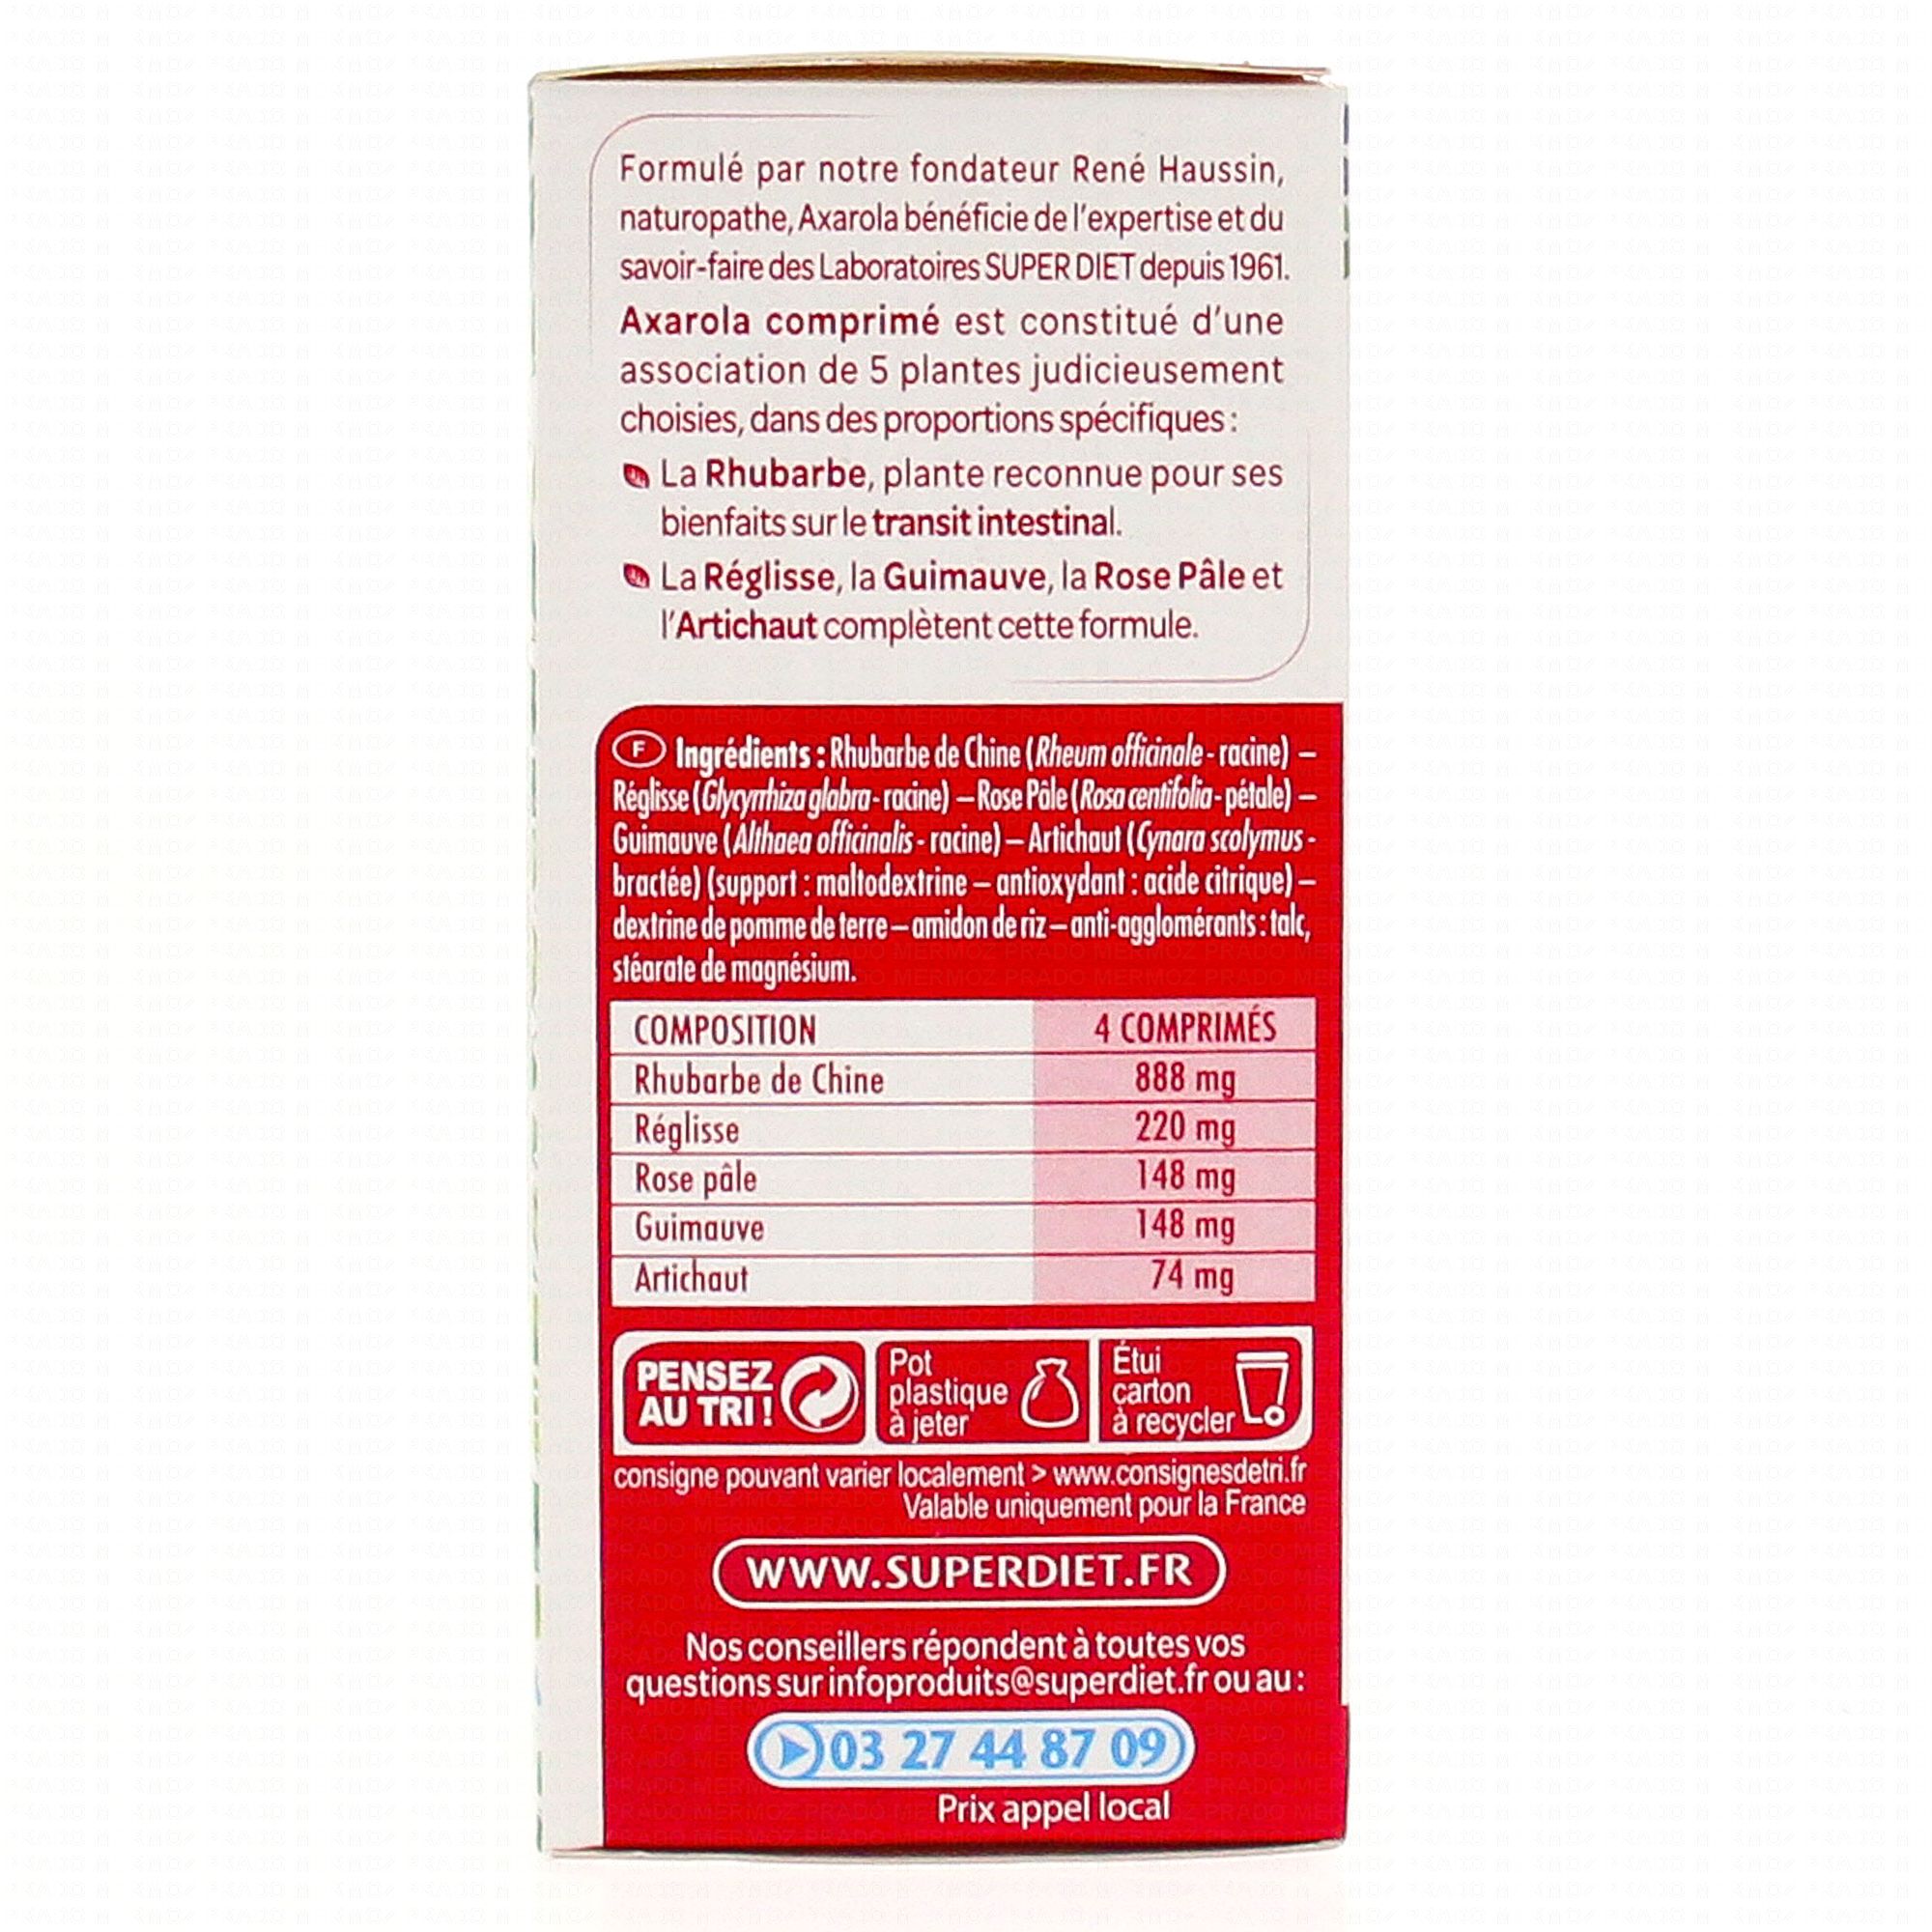 Formulé par notre fondateur René Haussin,
naturopathe, Axarola bénéficie de l'expertise et du
savoir-faire des Laboratoires SUPER DIET depuis 1961.
Axarola comprimé est constitué d'une
association de 5 plantes judicieusement
choisies, dans des proportions spécifiques :
La Rhubarbe, plante reconnue pour ses
bienfaits sur le transit intestinal.
La Réglisse, la Guimauve, la Rose Pâle et
l'Artichaut complètent cette formule.
F Ingrédients : Rhubarbe de Chine (Rheum officinale - racine) –
Réglisse (Glycyrrhiza glabra - racine) – Rose Pâle (Rosa centifolia - pétale) –
Guimauve (Althaea officinalis - racine) – Artichaut (Cynara scolymus -
bractée) (support : maltodextrine – antioxydant : acide citrique) –
dextrine de pomme de terre – amidon de riz – anti-agglomérants : talc,
stéarate de magnésium.
COMPOSITION 4 COMPRIMÉS
Rhubarbe de Chine 888 mg
Réglisse 220 mg
Rose pâle 148 mg
Guimauve 148 mg
Artichaut 74 mg
PENSEZ
AU TRI !
Pot
plastique
à jeter
Étui
carton
à recycler
consigne pouvant varier localement > www.consignesdetri.fr
Valable uniquement pour la France
WWW.SUPERDIET.FR
Nos conseillers répondent à toutes vos
questions sur infoproduits@superdiet.fr ou au :
03 27 44 87 09
Prix appel local